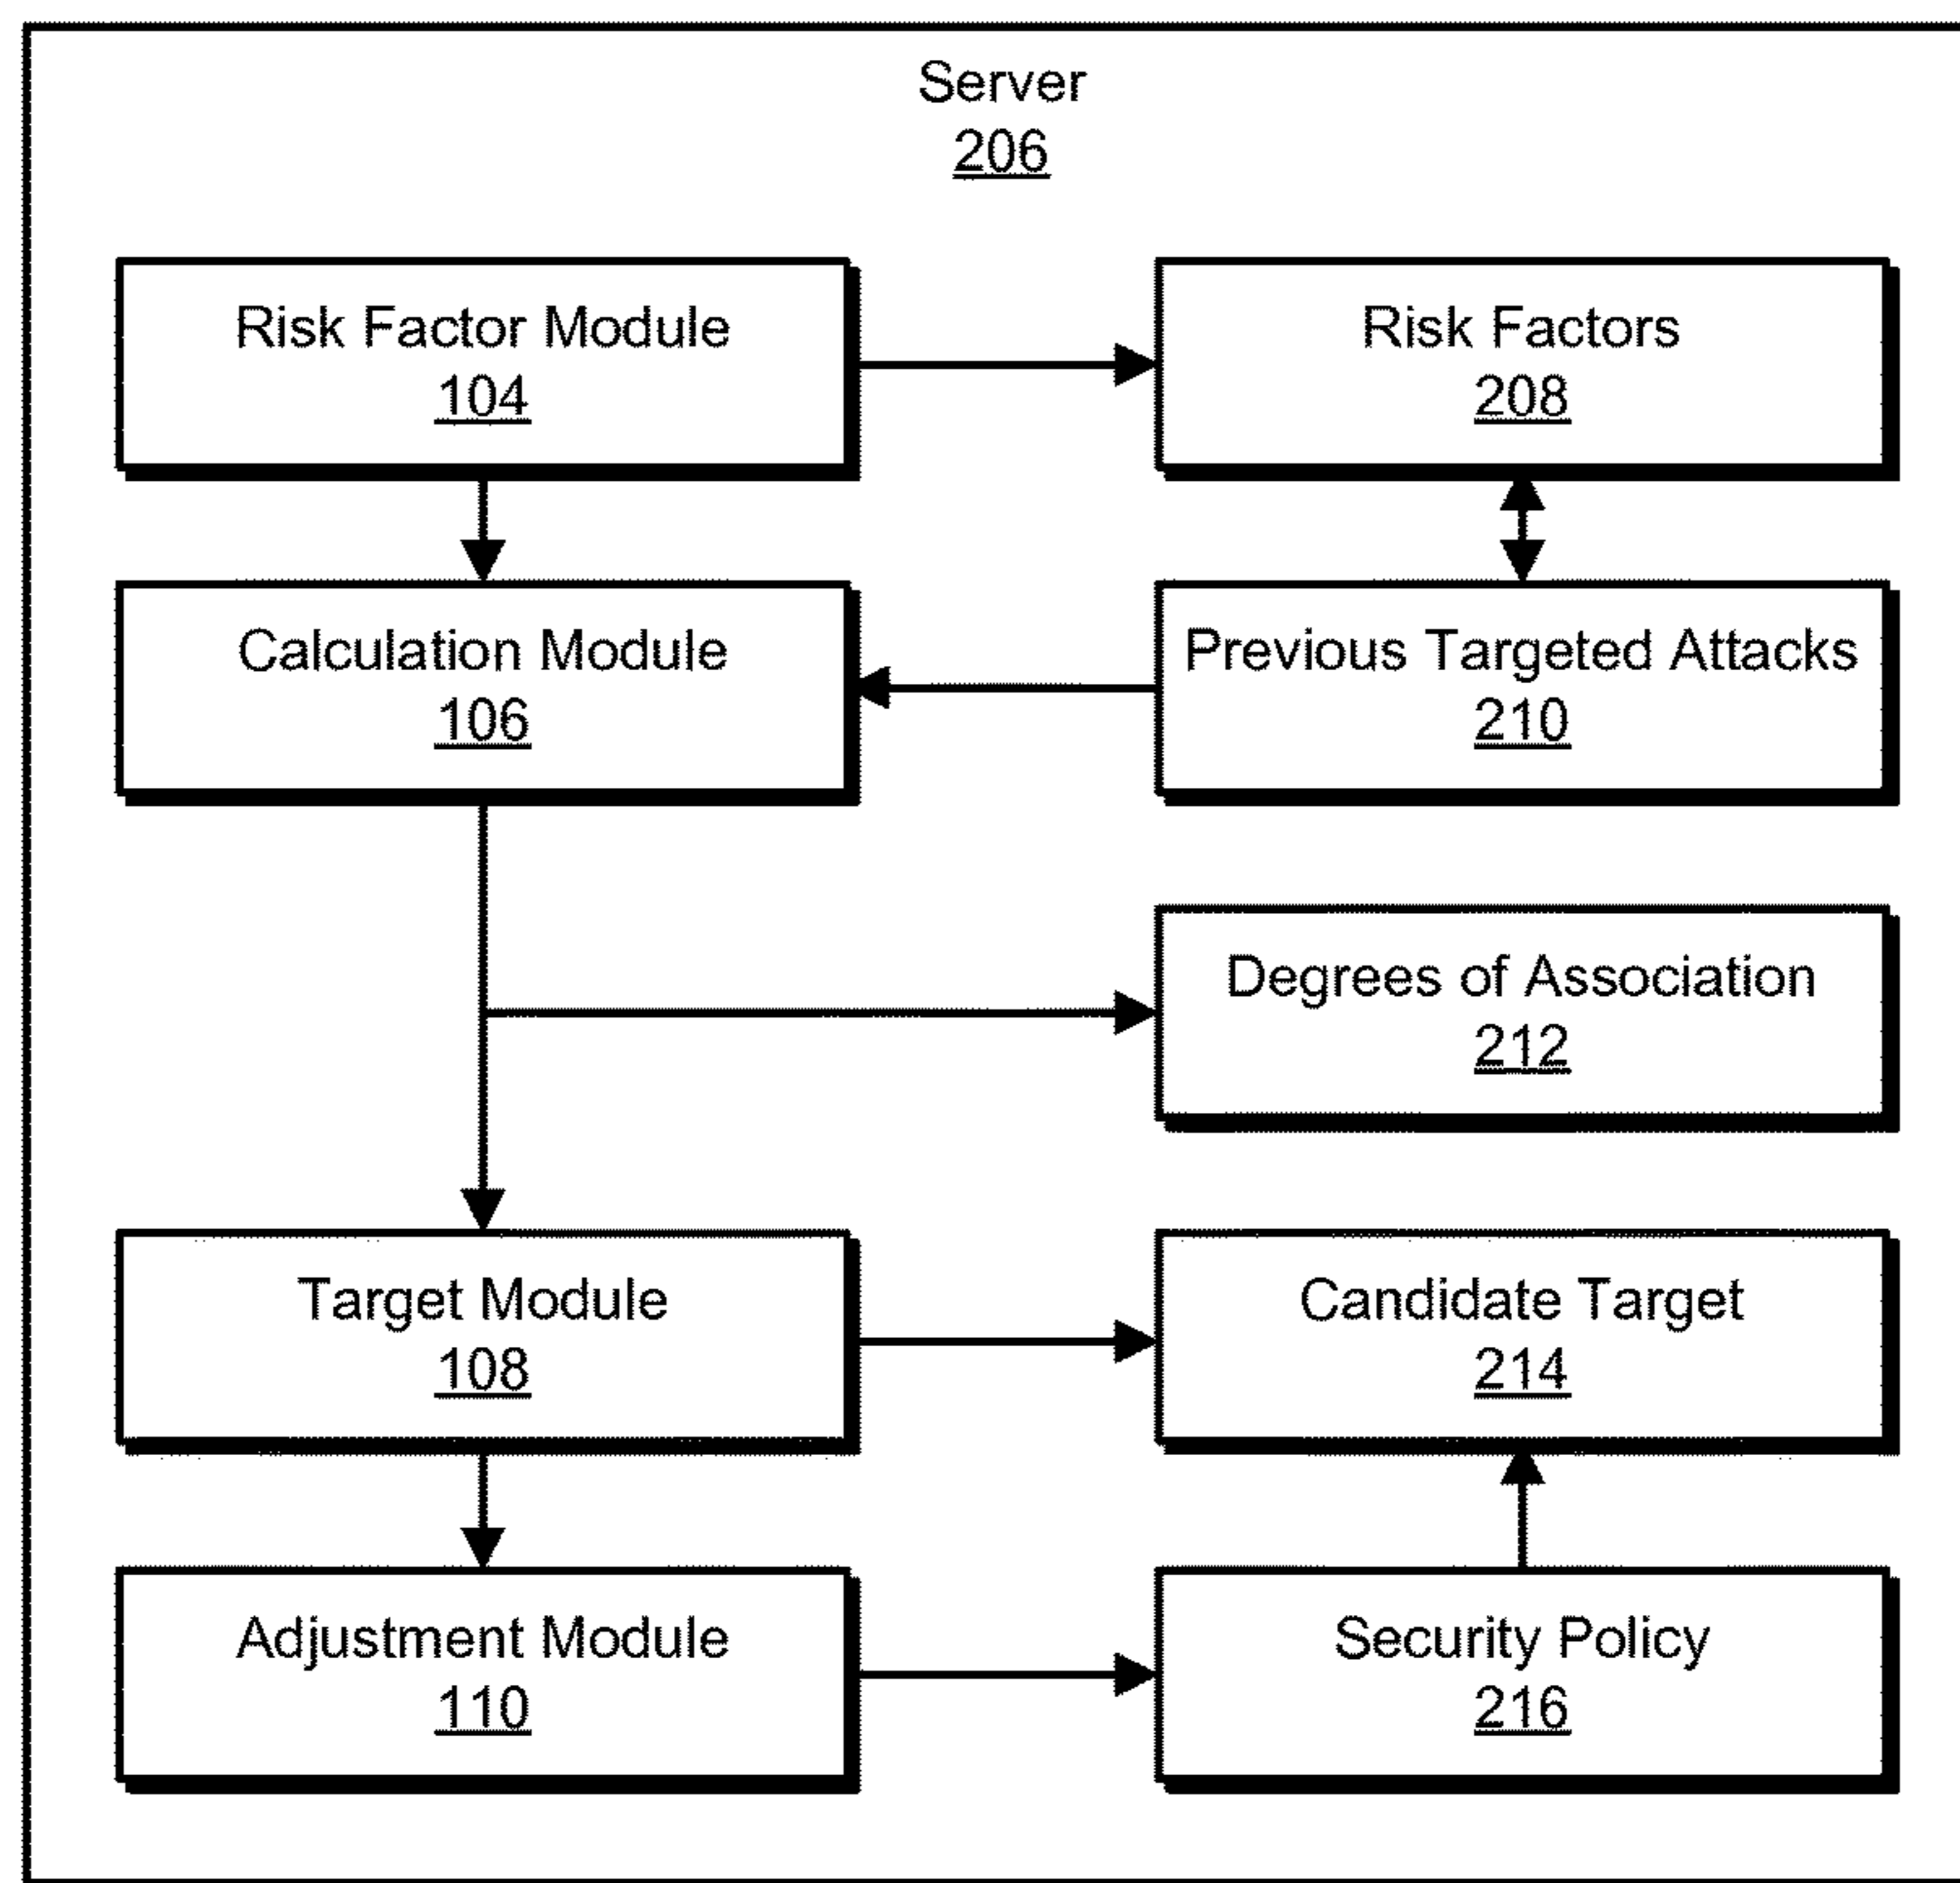 Server
206
Risk Factor Module
104
Risk Factors
208
Calculation Module
106
Previous Targeted Attacks
210
Degrees of Association
212
Target Module
108
Candidate Target
214
Adjustment Module
110
Security Policy
216